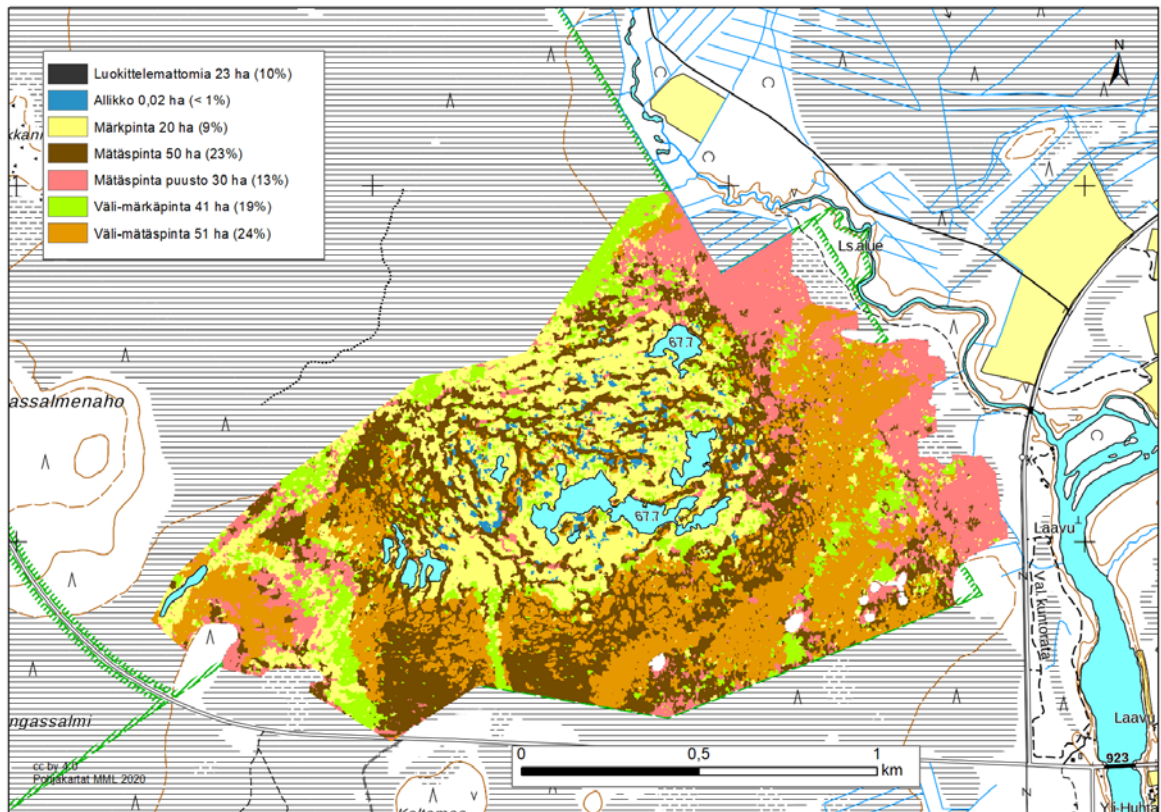 N
Luokittelemattomia 23 ha (10%)
Allikko 0,02 ha (< 1%)
Märkpinta 20 ha (9%)
Mätäspinta 50 ha (23%)
Mätäspinta puusto 30 ha (13%)
Väli-märkäpinta 41 ha (19%)
Väli-mätäspinta 51 ha (24%)
kkani
Ls.alue
67.7
assalmenaho
67.7
Laavu
Val. kuntorata
ngassalmi
Laavu
0 0,5 1
km
923
cc by 4.0
Pohjakartat MML 2020
Yli-Huhta